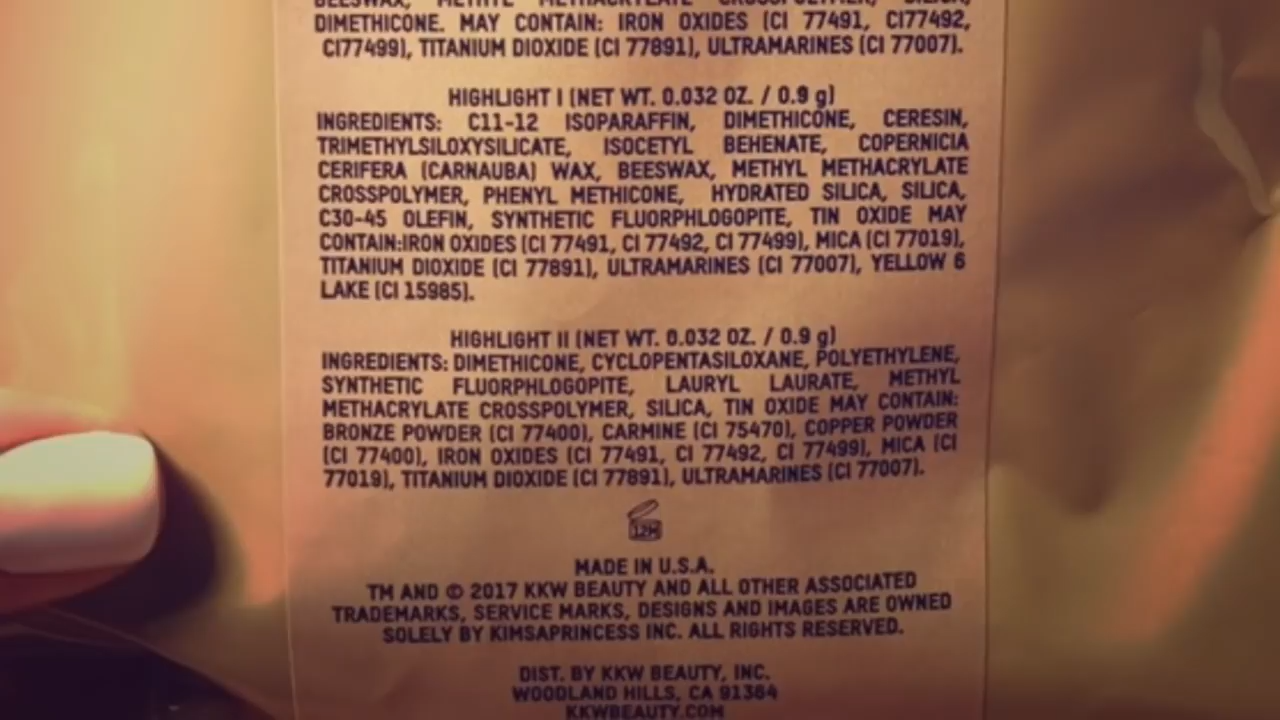 BEESWAX, METHYL METHACRYLATE CROSSPOLYMER, SILICA,
DIMETHICONE. MAY CONTAIN: IRON OXIDES (CI 77491, CI77492,
CI77499), TITANIUM DIOXIDE (CI 77891), ULTRAMARINES (CI 77007).
HIGHLIGHT I (NET WT. 0.032 OZ. / 0.9 g)
INGREDIENTS: C11-12 ISOPARAFFIN, DIMETHICONE, CERESIN,
TRIMETHYLSILOXYSILICATE, ISOCETYL BEHENATE, COPERNICIA
CERIFERA (CARNAUBA) WAX, BEESWAX, METHYL METHACRYLATE
CROSSPOLYMER, PHENYL METHICONE, HYDRATED SILICA, SILICA,
C30-45 OLEFIN, SYNTHETIC FLUORPHLOGOPITE, TIN OXIDE MAY
CONTAIN:IRON OXIDES (CI 77491, CI 77492, CI 77499), MICA (CI 77019),
TITANIUM DIOXIDE (CI 77891), ULTRAMARINES (CI 77007), YELLOW 6
LAKE (CI 15985).
HIGHLIGHT II (NET WT. 0.032 OZ. / 0.9 g)
INGREDIENTS: DIMETHICONE, CYCLOPENTASILOXANE, POLYETHYLENE,
SYNTHETIC FLUORPHLOGOPITE, LAURYL LAURATE, METHYL
METHACRYLATE CROSSPOLYMER, SILICA, TIN OXIDE MAY CONTAIN:
BRONZE POWDER (CI 77400), CARMINE (CI 75470), COPPER POWDER
(CI 77400), IRON OXIDES (CI 77491, CI 77492, CI 77499), MICA (CI
77019), TITANIUM DIOXIDE (CI 77891), ULTRAMARINES (CI 77007).
12M
MADE IN U.S.A.
TM AND © 2017 KKW BEAUTY AND ALL OTHER ASSOCIATED
TRADEMARKS, SERVICE MARKS, DESIGNS AND IMAGES ARE OWNED
SOLELY BY KIMSAPRINCESS INC. ALL RIGHTS RESERVED.
DIST. BY KKW BEAUTY, INC.
WOODLAND HILLS, CA 91364
KKWBEAUTY.COM